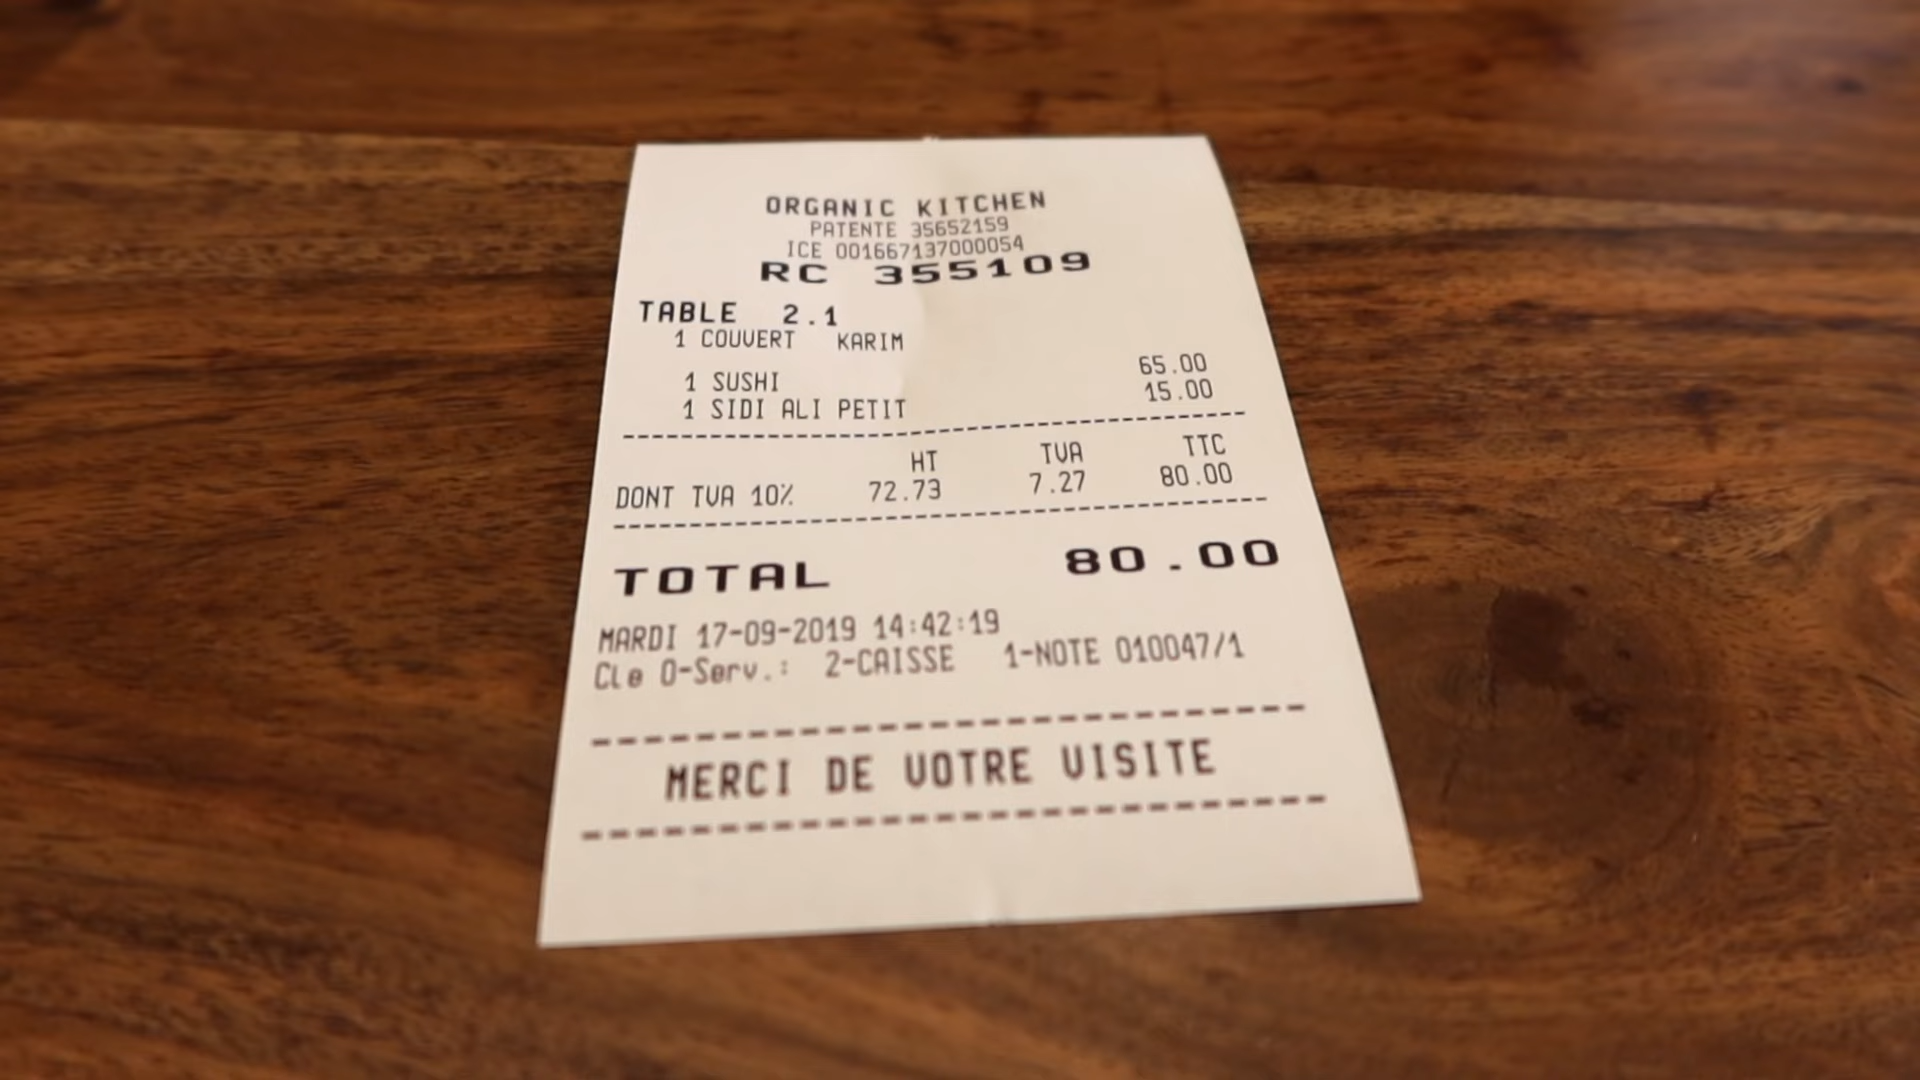 ORGANIC KITCHEN
PATENTE 35652159
ICE 001667137000054
RC 355109
TABLE 2.1
1 COUVERT KARIM
1 SUSHI 65.00
1 SIDI ALI PETIT 15.00
HT TVA TTC
DONT TVA 10% 72.73 7.27 80.00
TOTAL 80.00
MARDI 17-09-2019 14:42:19
Cle 0-Serv.: 2-CAISSE 1-NOTE 010047/1
MERCI DE VOTRE VISITE